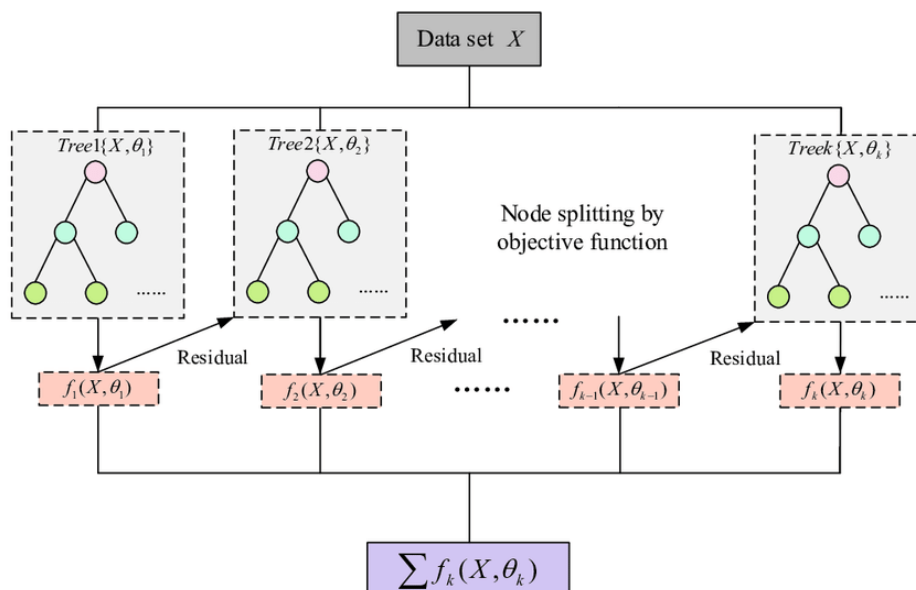 Data set X
Tree1{X,θ₁}
Tree2{X,θ₂}
Treek{X,θₖ}
Node splitting by
objective function
......
......
......
......
Residual
Residual
Residual
f₁(X,θ₁)
f₂(X,θ₂)
......
fₖ₋₁(X,θₖ₋₁)
fₖ(X,θₖ)
∑ fₖ(X,θₖ)